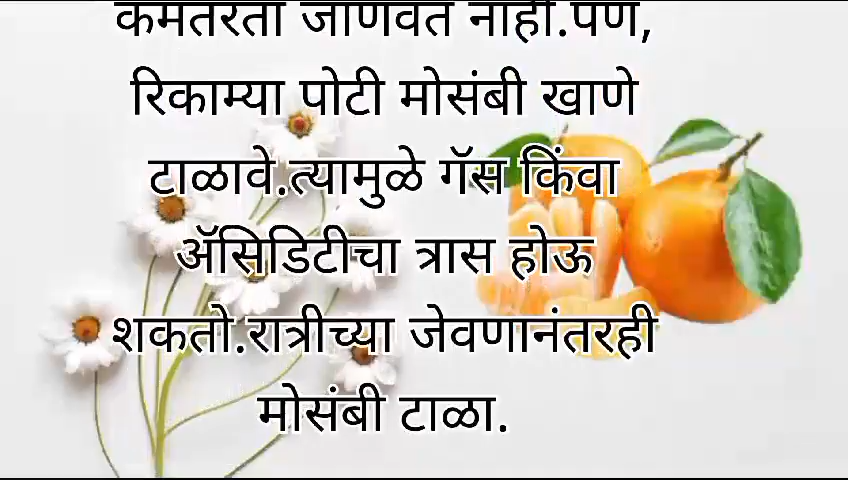 कमतरता जाणवत नाही.पण,
रिकाम्या पोटी मोसंबी खाणे
टाळावे.त्यामुळे गॅस किंवा
ॲसिडिटीचा त्रास होऊ
शकतो.रात्रीच्या जेवणानंतरही
मोसंबी टाळा.